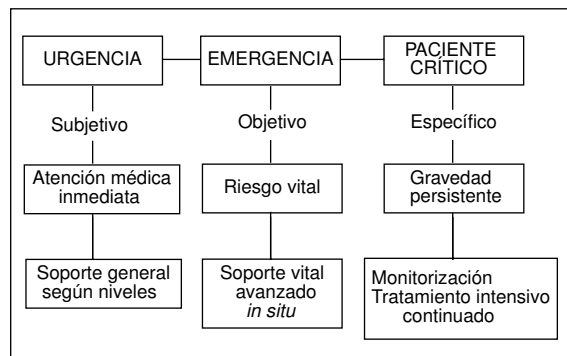 URGENCIA
EMERGENCIA
PACIENTE
CRÍTICO
Subjetivo
Objetivo
Específico
Atención médica
inmediata
Riesgo vital
Gravedad
persistente
Soporte general
según niveles
Soporte vital
avanzado
in situ
Monitorización
Tratamiento intensivo
continuado